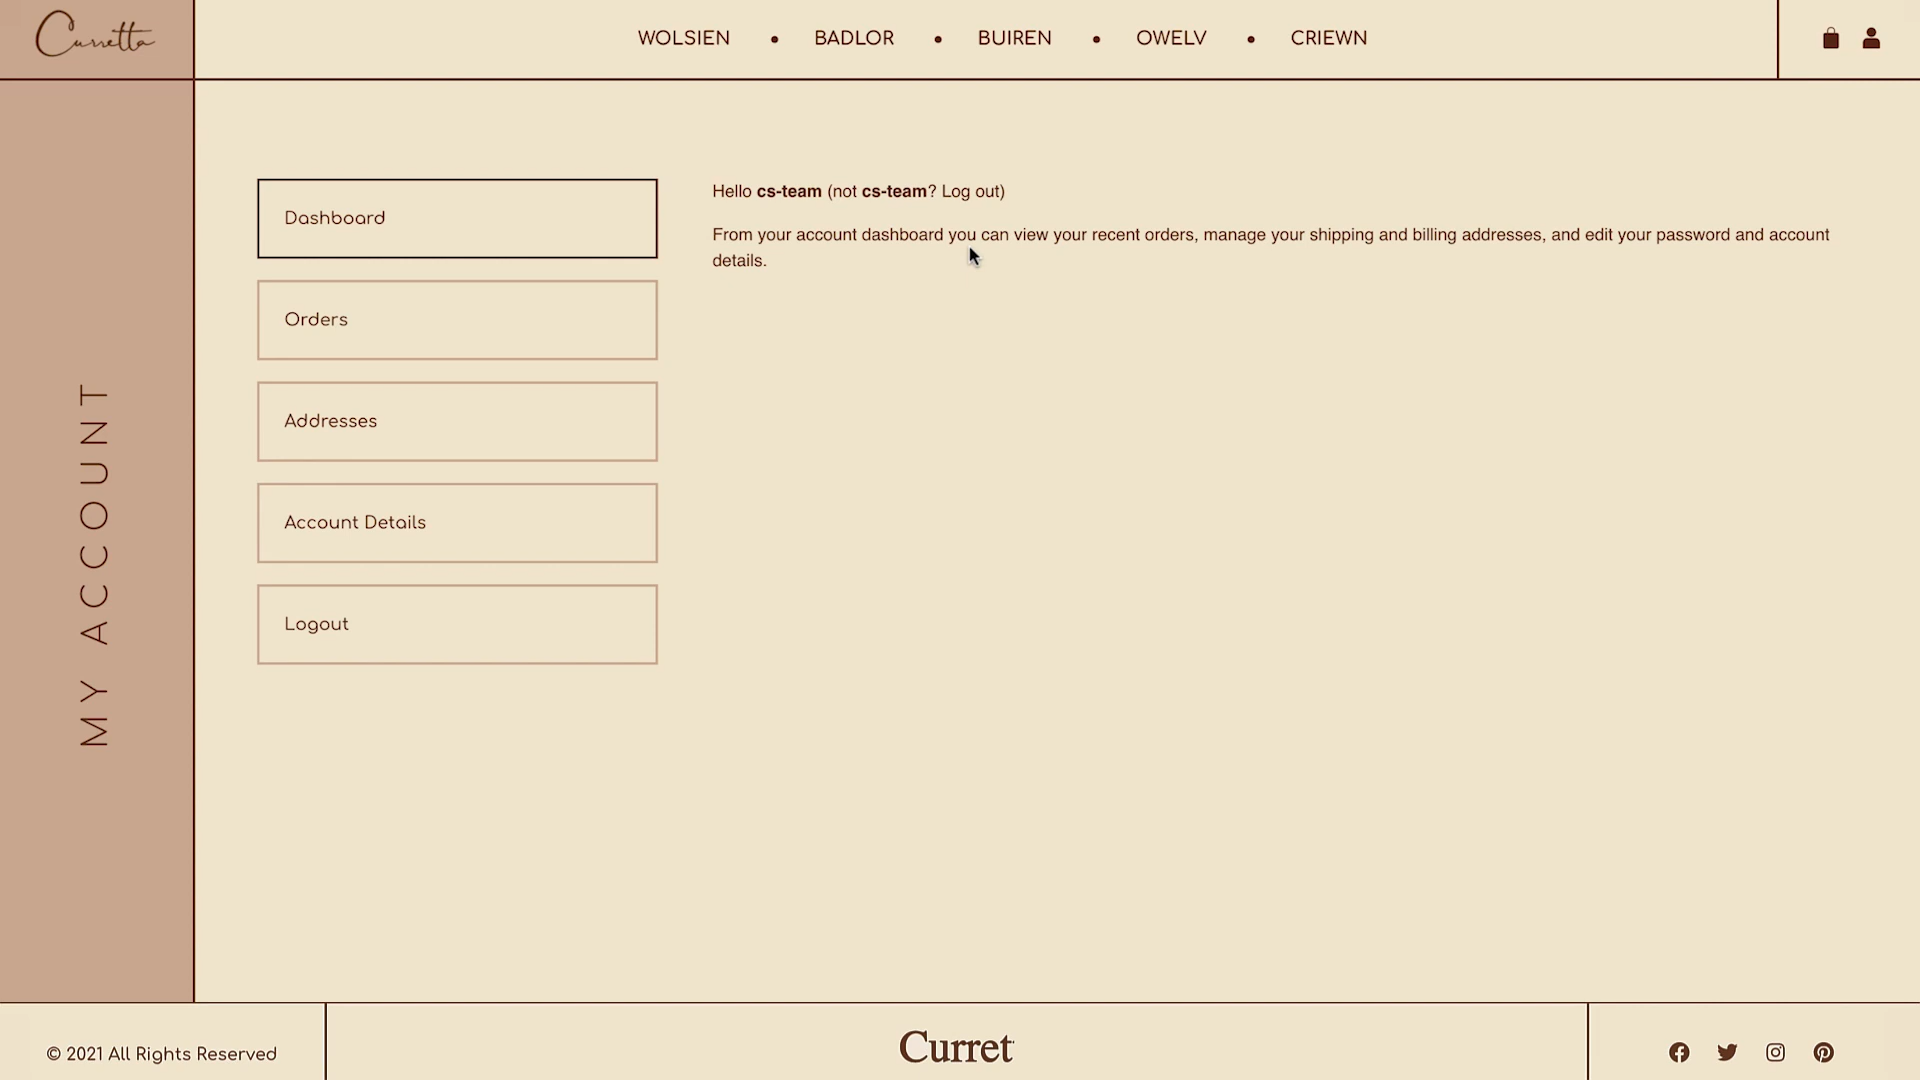 Curretta
WOLSIEN • BADLOR • BUIREN • OWELV • CRIEWN
MY ACCOUNT
Dashboard
Orders
Addresses
Account Details
Logout
Hello cs-team (not cs-team? Log out)
From your account dashboard you can view your recent orders, manage your shipping and billing addresses, and edit your password and account
details.
© 2021 All Rights Reserved
Curret